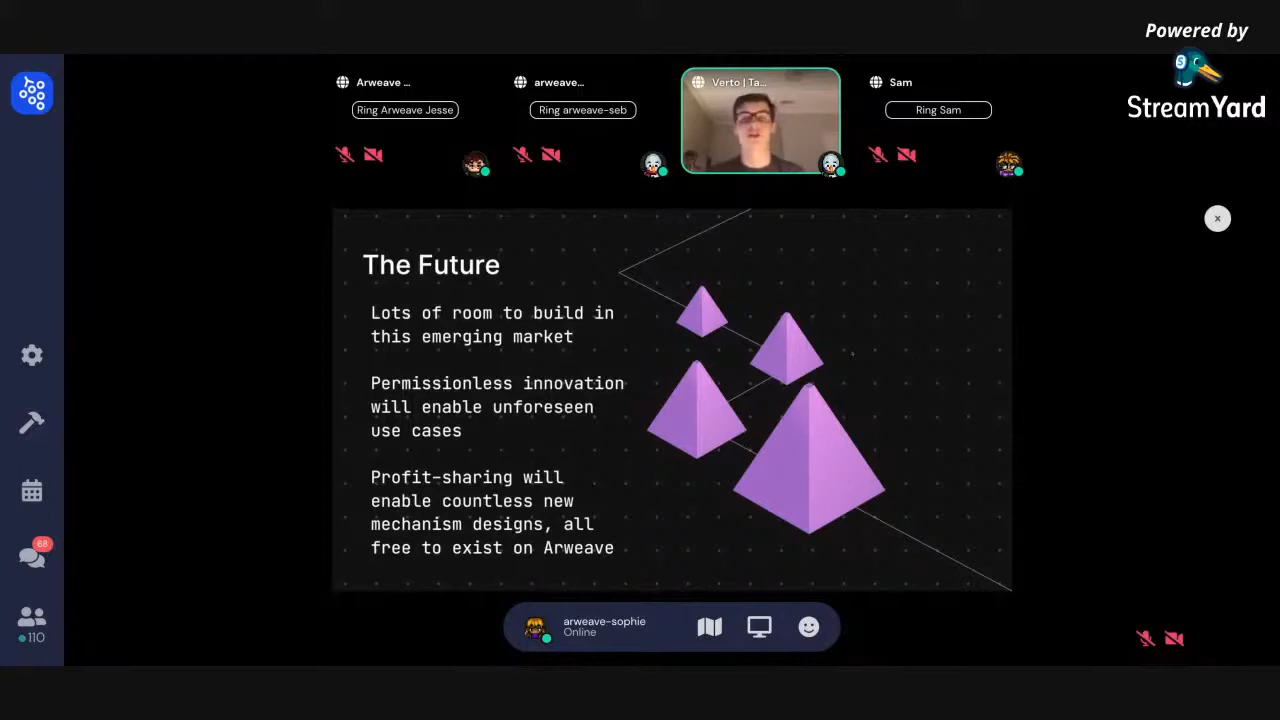 Powered by
StreamYard
Arweave ...
arweave...
Verto | Ta...
Sam
Ring Arweave Jesse
Ring arweave-seb
Ring Sam
The Future
Lots of room to build in
this emerging market
Permissionless innovation
will enable unforeseen
use cases
Profit-sharing will
enable countless new
mechanism designs, all
free to exist on Arweave
68
110
arweave-sophie
Online